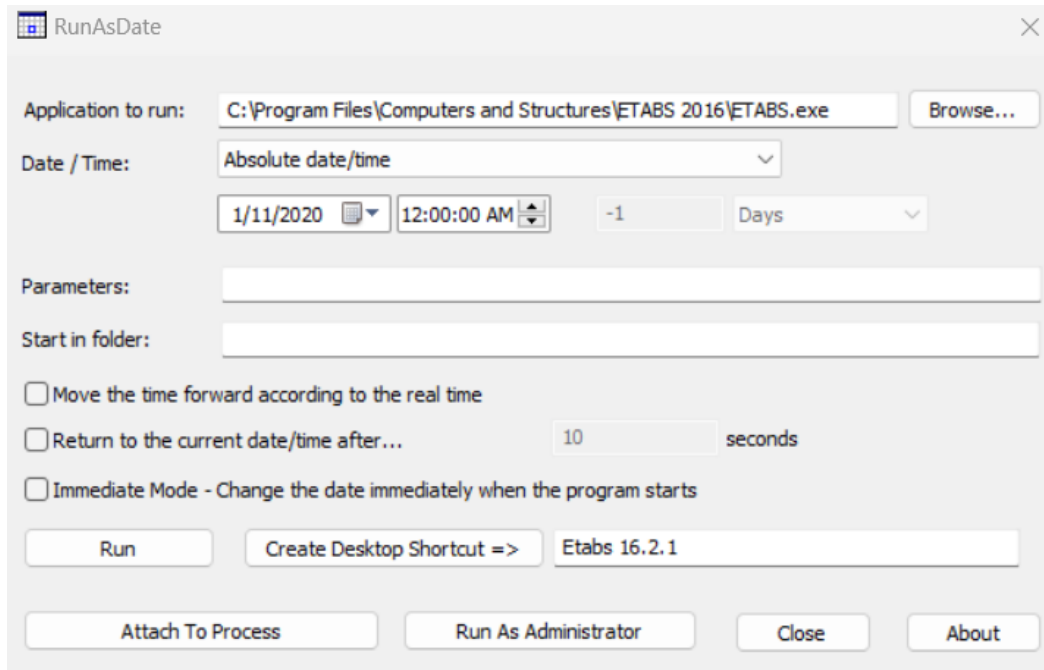 RunAsDate
Application to run: C:\Program Files\Computers and Structures\ETABS 2016\ETABS.exe Browse...
Date / Time: Absolute date/time
1/11/2020 12:00:00 AM -1 Days
Parameters:
Start in folder:
Move the time forward according to the real time
Return to the current date/time after... 10 seconds
Immediate Mode - Change the date immediately when the program starts
Run Create Desktop Shortcut => Etabs 16.2.1
Attach To Process Run As Administrator Close About